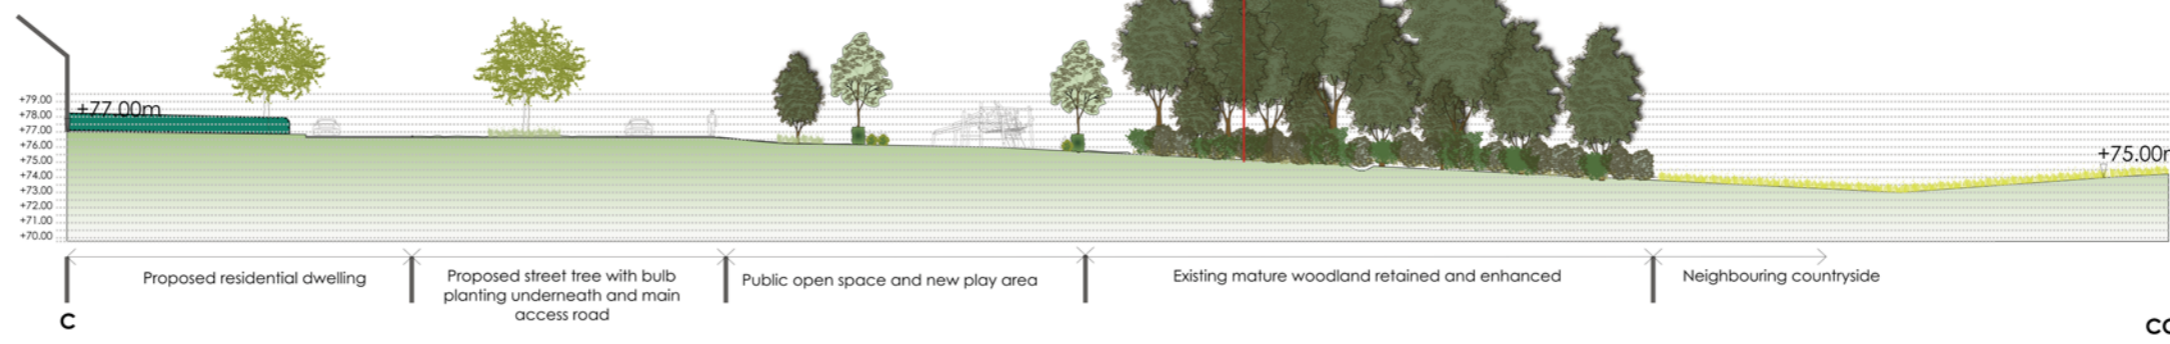 +79.00
+78.00
+77.00
+76.00
+75.00
+74.00
+73.00
+72.00
+71.00
+70.00
+77.00m
+75.00m
Proposed residential dwelling
Proposed street tree with bulb
planting underneath and main
access road
Public open space and new play area
Existing mature woodland retained and enhanced
Neighbouring countryside
C
CC